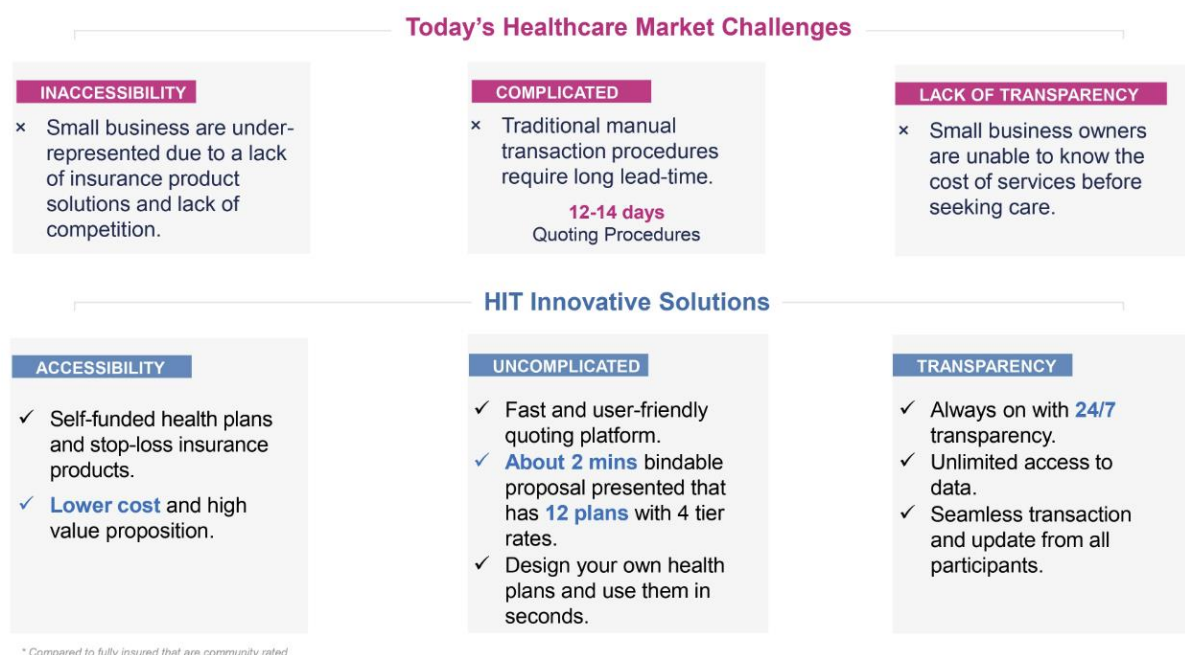 Today's Healthcare Market Challenges
INACCESSIBILITY
× Small business are under-
represented due to a lack
of insurance product
solutions and lack of
competition.
COMPLICATED
× Traditional manual
transaction procedures
require long lead-time.
12-14 days
Quoting Procedures
LACK OF TRANSPARENCY
× Small business owners
are unable to know the
cost of services before
seeking care.
HIT Innovative Solutions
ACCESSIBILITY
✓ Self-funded health plans
and stop-loss insurance
products.
✓ Lower cost and high
value proposition.
UNCOMPLICATED
✓ Fast and user-friendly
quoting platform.
✓ About 2 mins bindable
proposal presented that
has 12 plans with 4 tier
rates.
✓ Design your own health
plans and use them in
seconds.
TRANSPARENCY
✓ Always on with 24/7
transparency.
✓ Unlimited access to
data.
✓ Seamless transaction
and update from all
participants.
* Compared to fully insured that are community rated